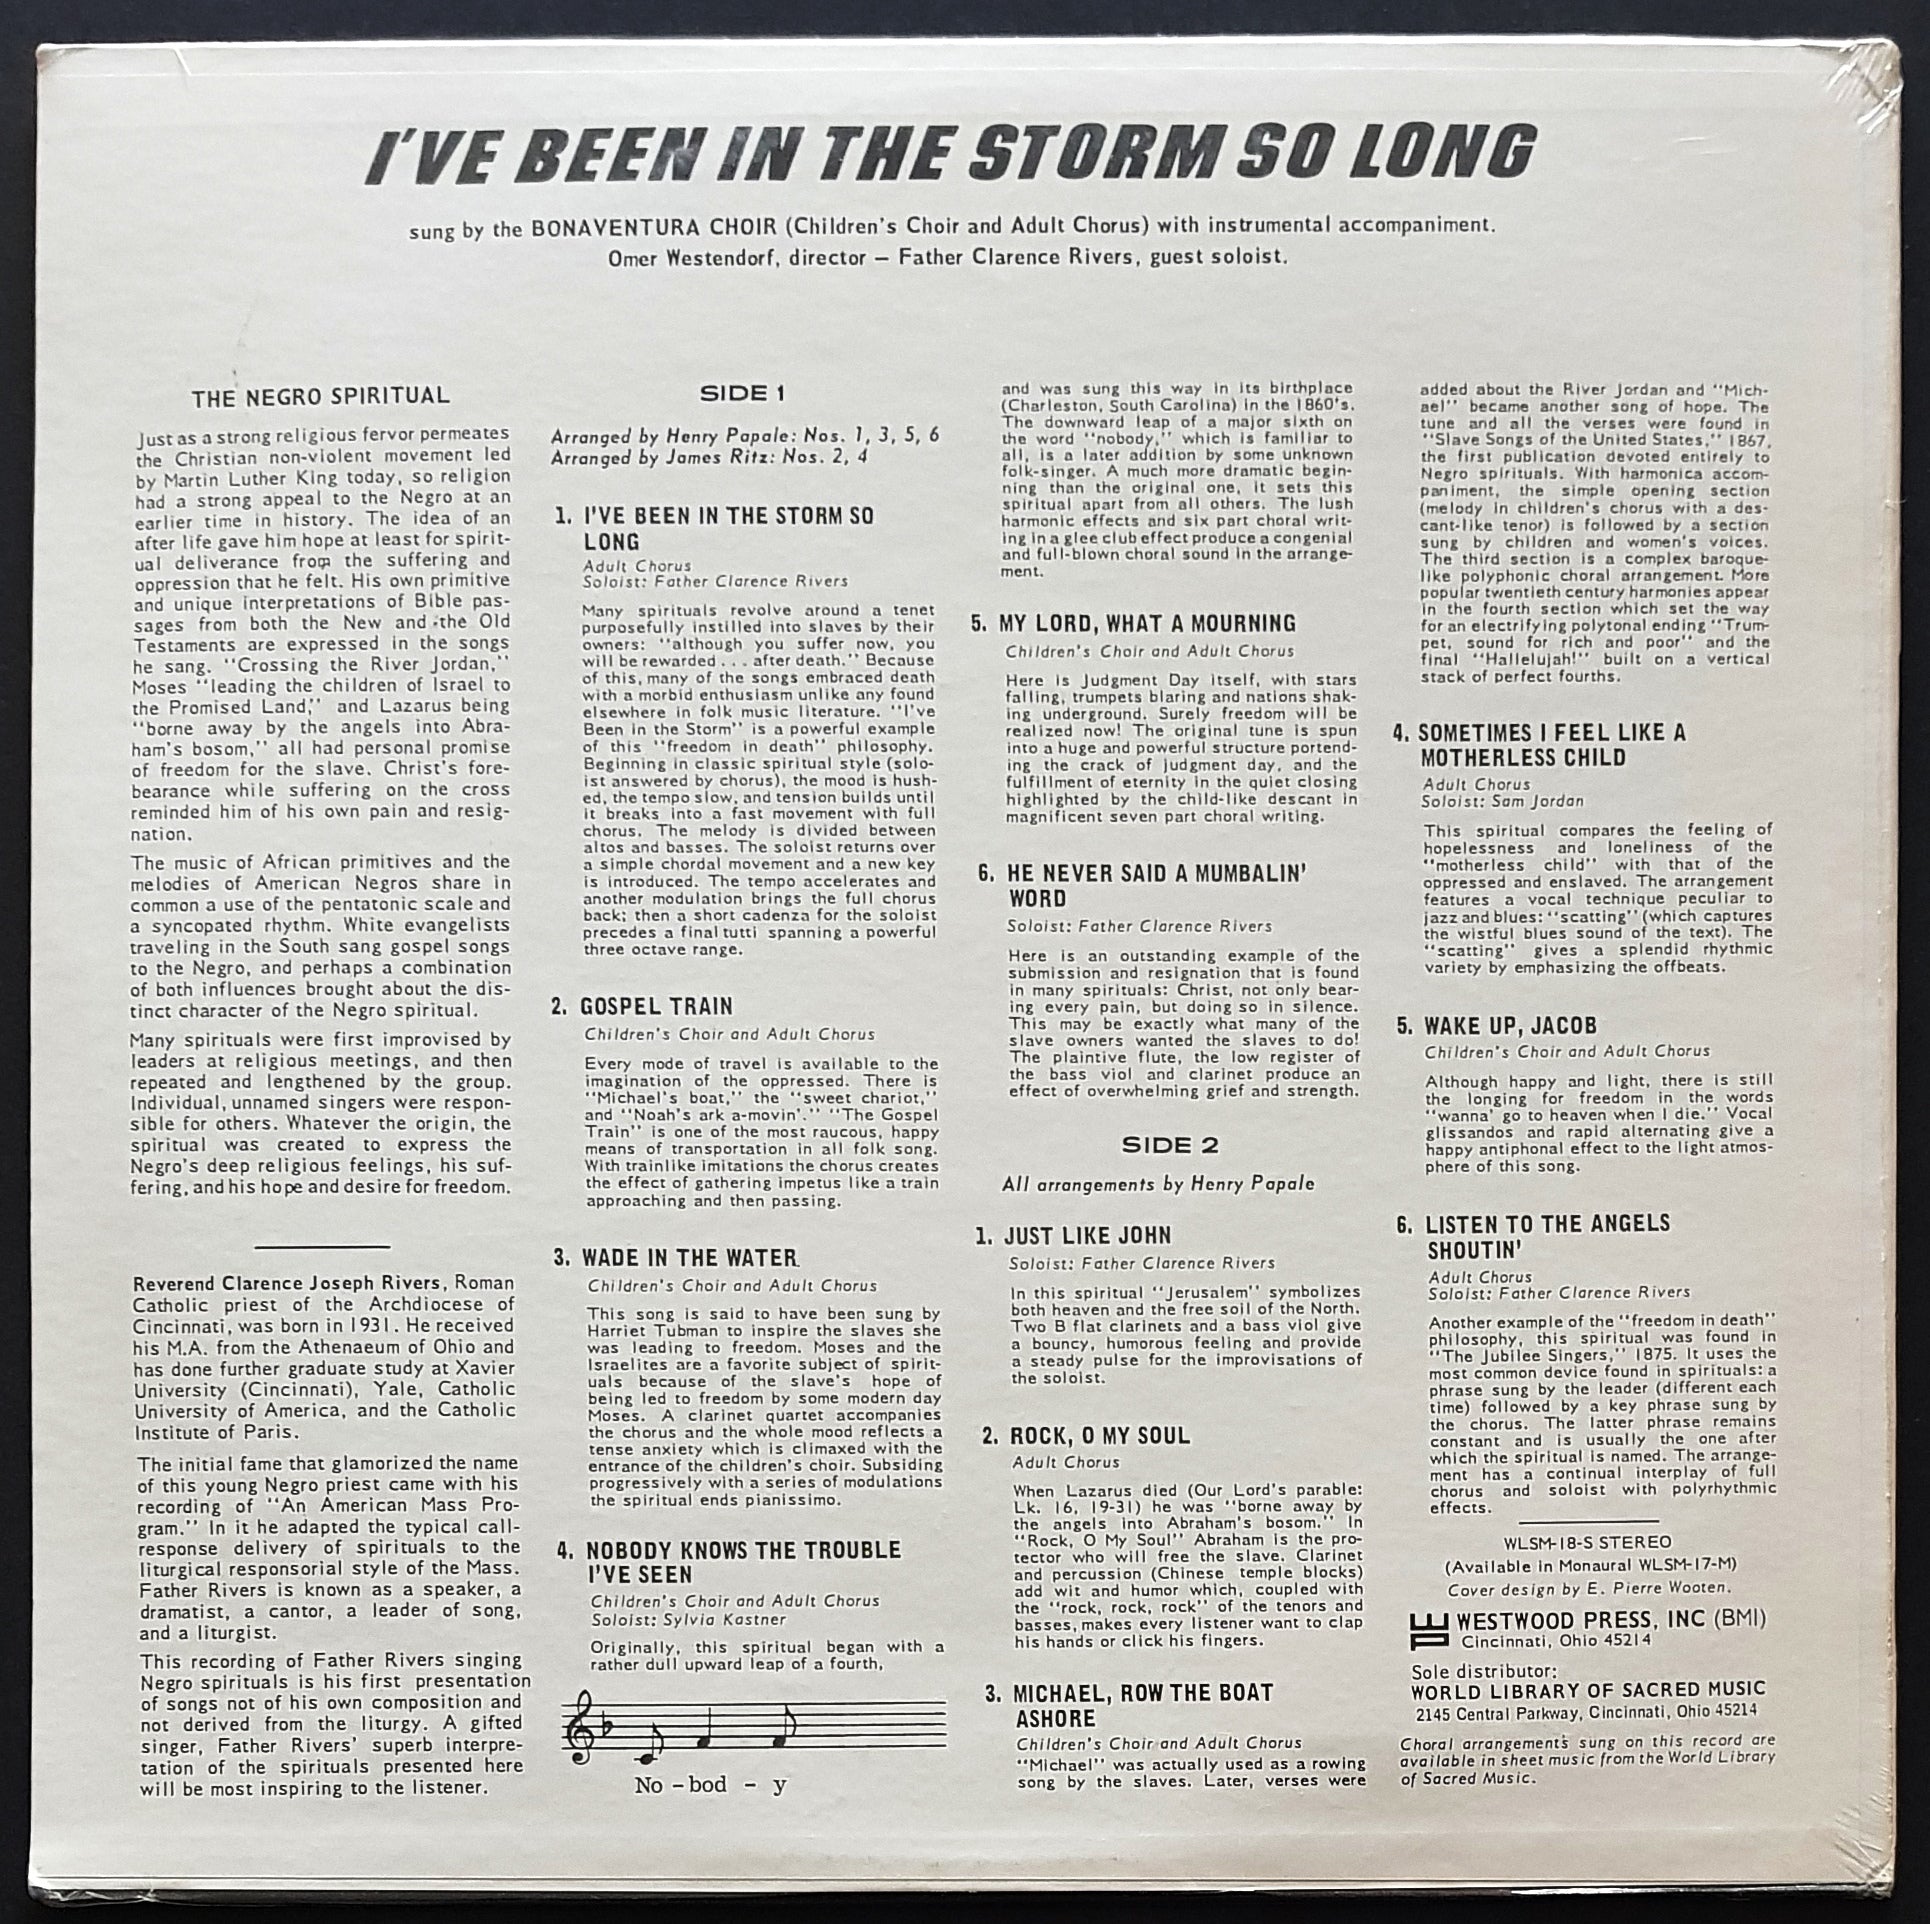 I'VE BEEN IN THE STORM SO LONG
sung by the BONAVENTURA CHOIR (Children's Choir and Adult Chorus) with instrumental accompaniment.
Omer Westendorf, director – Father Clarence Rivers, guest soloist.
THE NEGRO SPIRITUAL
Just as a strong religious fervor permeates
the Christian non-violent movement led
by Martin Luther King today, so religion
had a strong appeal to the Negro at an
earlier time in history. The idea of an
after life gave him hope at least for spirit-
ual deliverance from the suffering and
oppression that he felt. His own primitive
and unique interpretations of Bible pas-
sages from both the New and the Old
Testaments are expressed in the songs
he sang. "Crossing the River Jordan,"
Moses "leading the children of Israel to
the Promised Land," and Lazarus being
"borne away by the angels into Abra-
ham's bosom," all had personal promise
of freedom for the slave. Christ's fore-
bearance while suffering on the cross
reminded him of his own pain and resig-
nation.
The music of African primitives and the
melodies of American Negros share in
common a use of the pentatonic scale and
a syncopated rhythm. White evangelists
traveling in the South sang gospel songs
to the Negro, and perhaps a combination
of both influences brought about the dis-
tinct character of the Negro spiritual.
Many spirituals were first improvised by
leaders at religious meetings, and then
repeated and lengthened by the group.
Individual, unnamed singers were respon-
sible for others. Whatever the origin, the
spiritual was created to express the
Negro's deep religious feelings, his suf-
fering, and his hope and desire for freedom.
Reverend Clarence Joseph Rivers, Roman
Catholic priest of the Archdiocese of
Cincinnati, was born in 1931. He received
his M.A. from the Athenaeum of Ohio and
has done further graduate study at Xavier
University (Cincinnati), Yale, Catholic
University of America, and the Catholic
Institute of Paris.
The initial fame that glamorized the name
of this young Negro priest came with his
recording of "An American Mass Pro-
gram." In it he adapted the typical call-
response delivery of spirituals to the
liturgical responsorial style of the Mass.
Father Rivers is known as a speaker, a
dramatist, a cantor, a leader of song,
and a liturgist.
This recording of Father Rivers singing
Negro spirituals is his first presentation
of songs not of his own composition and
not derived from the liturgy. A gifted
singer, Father Rivers' superb interpre-
tation of the spirituals presented here
will be most inspiring to the listener.
SIDE 1
Arranged by Henry Papale: Nos. 1, 3, 5, 6
Arranged by James Ritz: Nos. 2, 4
1. I'VE BEEN IN THE STORM SO
LONG
Adult Chorus
Soloist: Father Clarence Rivers
Many spirituals revolve around a tenet
purposefully instilled into slaves by their
owners: "although you suffer now, you
will be rewarded . . . after death." Because
of this, many of the songs embraced death
with a morbid enthusiasm unlike any found
elsewhere in folk music literature. "I've
Been in the Storm" is a powerful example
of this "freedom in death" philosophy.
Beginning in classic spiritual style (solo-
ist answered by chorus), the mood is hush-
ed, the tempo slow, and tension builds until
it breaks into a fast movement with full
chorus. The melody is divided between
altos and basses. The soloist returns over
a simple chordal movement and a new key
is introduced. The tempo accelerates and
another modulation brings the full chorus
back; then a short cadenza for the soloist
precedes a final tutti spanning a powerful
three octave range.
2. GOSPEL TRAIN
Children's Choir and Adult Chorus
Every mode of travel is available to the
imagination of the oppressed. There is
"Michael's boat," the "sweet chariot,"
and "Noah's ark a-movin'." "The Gospel
Train" is one of the most raucous, happy
means of transportation in all folk song.
With trainlike imitations the chorus creates
the effect of gathering impetus like a train
approaching and then passing.
3. WADE IN THE WATER
Children's Choir and Adult Chorus
This song is said to have been sung by
Harriet Tubman to inspire the slaves she
was leading to freedom. Moses and the
Israelites are a favorite subject of spirit-
uals because of the slave's hope of
being led to freedom by some modern day
Moses. A clarinet quartet accompanies
the chorus and the whole mood reflects a
tense anxiety which is climaxed with the
entrance of the children's choir. Subsiding
progressively with a series of modulations
the spiritual ends pianissimo.
4. NOBODY KNOWS THE TROUBLE
I'VE SEEN
Children's Choir and Adult Chorus
Soloist: Sylvia Kastner
Originally, this spiritual began with a
rather dull upward leap of a fourth,
No – bod – y
and was sung this way in its birthplace
(Charleston, South Carolina) in the 1860's.
The downward leap of a major sixth on
the word "nobody," which is familiar to
all, is a later addition by some unknown
folk-singer. A much more dramatic begin-
ning than the original one, it sets this
spiritual apart from all others. The lush
harmonic effects and six part choral writ-
ing in a glee club effect produce a congenial
and full-blown choral sound in the arrange-
ment.
5. MY LORD, WHAT A MOURNING
Children's Choir and Adult Chorus
Here is Judgment Day itself, with stars
falling, trumpets blaring and nations shak-
ing underground. Surely freedom will be
realized now! The original tune is spun
into a huge and powerful structure portend-
ing the crack of judgment day, and the
fulfillment of eternity in the quiet closing
highlighted by the child-like descant in
magnificent seven part choral writing.
6. HE NEVER SAID A MUMBALIN'
WORD
Soloist: Father Clarence Rivers
Here is an outstanding example of the
submission and resignation that is found
in many spirituals: Christ, not only bear-
ing every pain, but doing so in silence.
This may be exactly what many of the
slave owners wanted the slaves to do!
The plaintive flute, the low register of
the bass viol and clarinet produce an
effect of overwhelming grief and strength.
SIDE 2
All arrangements by Henry Papale
1. JUST LIKE JOHN
Soloist: Father Clarence Rivers
In this spiritual "Jerusalem" symbolizes
both heaven and the free soil of the North.
Two B flat clarinets and a bass viol give
a bouncy, humorous feeling and provide
a steady pulse for the improvisations of
the soloist.
2. ROCK, O MY SOUL
Adult Chorus
When Lazarus died (Our Lord's parable:
Lk. 16, 19-31) he was "borne away by
the angels into Abraham's bosom." In
"Rock, O My Soul" Abraham is the pro-
tector who will free the slave. Clarinet
and percussion (Chinese temple blocks)
add wit and humor which, coupled with
the "rock, rock, rock" of the tenors and
basses, makes every listener want to clap
his hands or click his fingers.
3. MICHAEL, ROW THE BOAT
ASHORE
Children's Choir and Adult Chorus
"Michael" was actually used as a rowing
song by the slaves. Later, verses were
added about the River Jordan and "Mich-
ael" became another song of hope. The
tune and all the verses were found in
"Slave Songs of the United States," 1867,
the first publication devoted entirely to
Negro spirituals. With harmonica accom-
paniment, the simple opening section
(melody in children's chorus with a des-
cant-like tenor) is followed by a section
sung by children and women's voices.
The third section is a complex baroque-
like polyphonic choral arrangement. More
popular twentieth century harmonies appear
in the fourth section which set the way
for an electrifying polytonal ending "Trum-
pet, sound for rich and poor" and the
final "Hallelujah!" built on a vertical
stack of perfect fourths.
4. SOMETIMES I FEEL LIKE A
MOTHERLESS CHILD
Adult Chorus
Soloist: Sam Jordan
This spiritual compares the feeling of
hopelessness and loneliness of the
"motherless child" with that of the
oppressed and enslaved. The arrangement
features a vocal technique peculiar to
jazz and blues: "scatting" (which captures
the wistful blues sound of the text). The
"scatting" gives a splendid rhythmic
variety by emphasizing the offbeats.
5. WAKE UP, JACOB
Children's Choir and Adult Chorus
Although happy and light, there is still
the longing for freedom in the words
"wanna' go to heaven when I die." Vocal
glissandos and rapid alternating give a
happy antiphonal effect to the light atmos-
phere of this song.
6. LISTEN TO THE ANGELS
SHOUTIN'
Adult Chorus
Soloist: Father Clarence Rivers
Another example of the "freedom in death"
philosophy, this spiritual was found in
"The Jubilee Singers," 1875. It uses the
most common device found in spirituals: a
phrase sung by the leader (different each
time) followed by a key phrase sung by
the chorus. The latter phrase remains
constant and is usually the one after
which the spiritual is named. The arrange-
ment has a continual interplay of full
chorus and soloist with polyrhythmic
effects.
WLSM-18-S STEREO
(Available in Monaural WLSM-17-M)
Cover design by E. Pierre Wooten.
WESTWOOD PRESS, INC (BMI)
Cincinnati, Ohio 45214
Sole distributor:
WORLD LIBRARY OF SACRED MUSIC
2145 Central Parkway, Cincinnati, Ohio 45214
Choral arrangements sung on this record are
available in sheet music from the World Library
of Sacred Music.